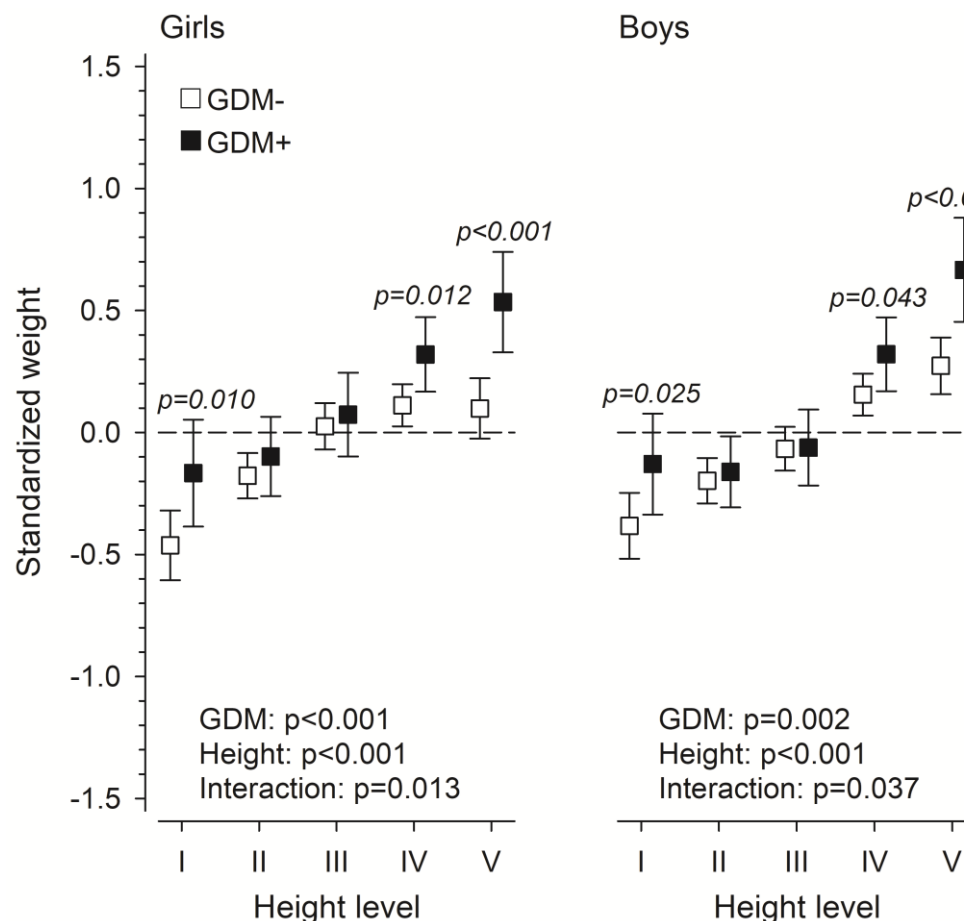 Girls
Boys
1.5
1.0
0.5
0.0
-0.5
-1.0
-1.5
Standardized weight
GDM-
GDM+
p=0.010
p=0.012
p<0.001
p=0.025
p=0.043
p<0.0
GDM: p<0.001
Height: p<0.001
Interaction: p=0.013
GDM: p=0.002
Height: p<0.001
Interaction: p=0.037
I II III IV V
Height level
I II III IV V
Height level